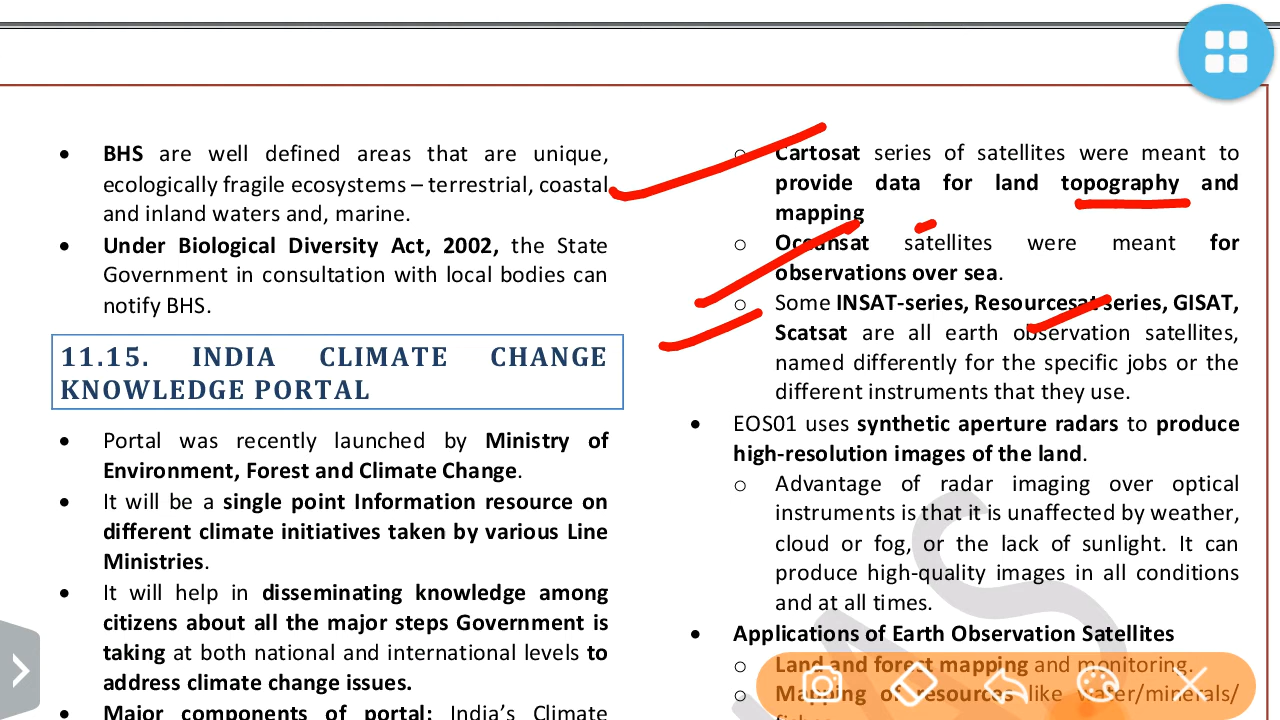 • BHS are well defined areas that are unique,
ecologically fragile ecosystems – terrestrial, coastal
and inland waters and, marine.
• Under Biological Diversity Act, 2002, the State
Government in consultation with local bodies can
notify BHS.
11.15. INDIA CLIMATE CHANGE
KNOWLEDGE PORTAL
• Portal was recently launched by Ministry of
Environment, Forest and Climate Change.
• It will be a single point Information resource on
different climate initiatives taken by various Line
Ministries.
• It will help in disseminating knowledge among
citizens about all the major steps Government is
taking at both national and international levels to
address climate change issues.
• Major components of portal: India's Climate
o Cartosat series of satellites were meant to
provide data for land topography and
mapping
o Oceansat satellites were meant for
observations over sea.
o Some INSAT-series, Resourcesat series, GISAT,
Scatsat are all earth observation satellites,
named differently for the specific jobs or the
different instruments that they use.
• EOS01 uses synthetic aperture radars to produce
high-resolution images of the land.
o Advantage of radar imaging over optical
instruments is that it is unaffected by weather,
cloud or fog, or the lack of sunlight. It can
produce high-quality images in all conditions
and at all times.
• Applications of Earth Observation Satellites
o Land and forest mapping and monitoring.
o Mapping of resources like water/minerals/